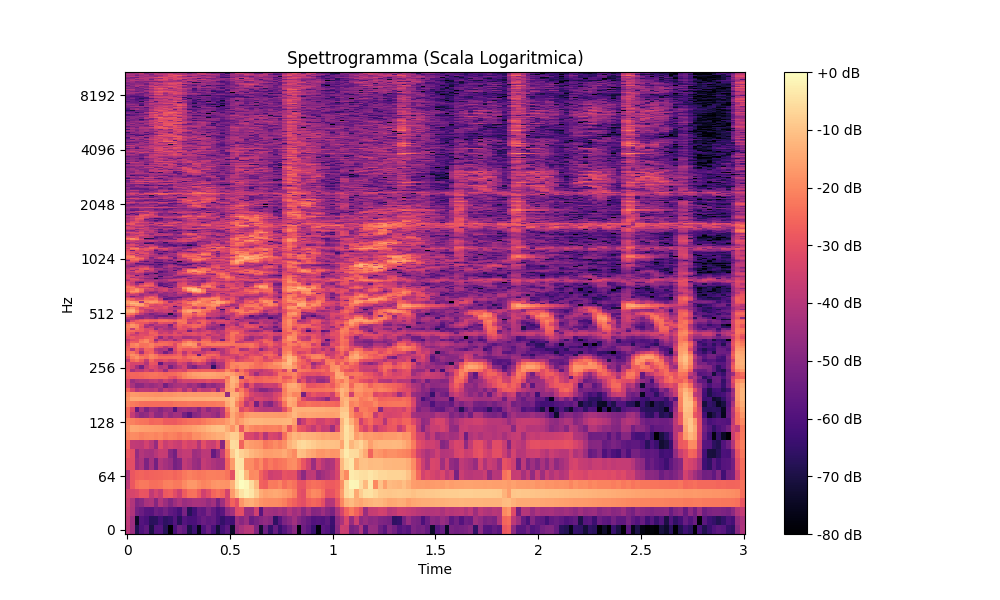 Spettrogramma (Scala Logaritmica)
8192
4096
2048
1024
512
256
128
64
0
Hz
0
0.5
1
1.5
2
2.5
3
Time
+0 dB
-10 dB
-20 dB
-30 dB
-40 dB
-50 dB
-60 dB
-70 dB
-80 dB